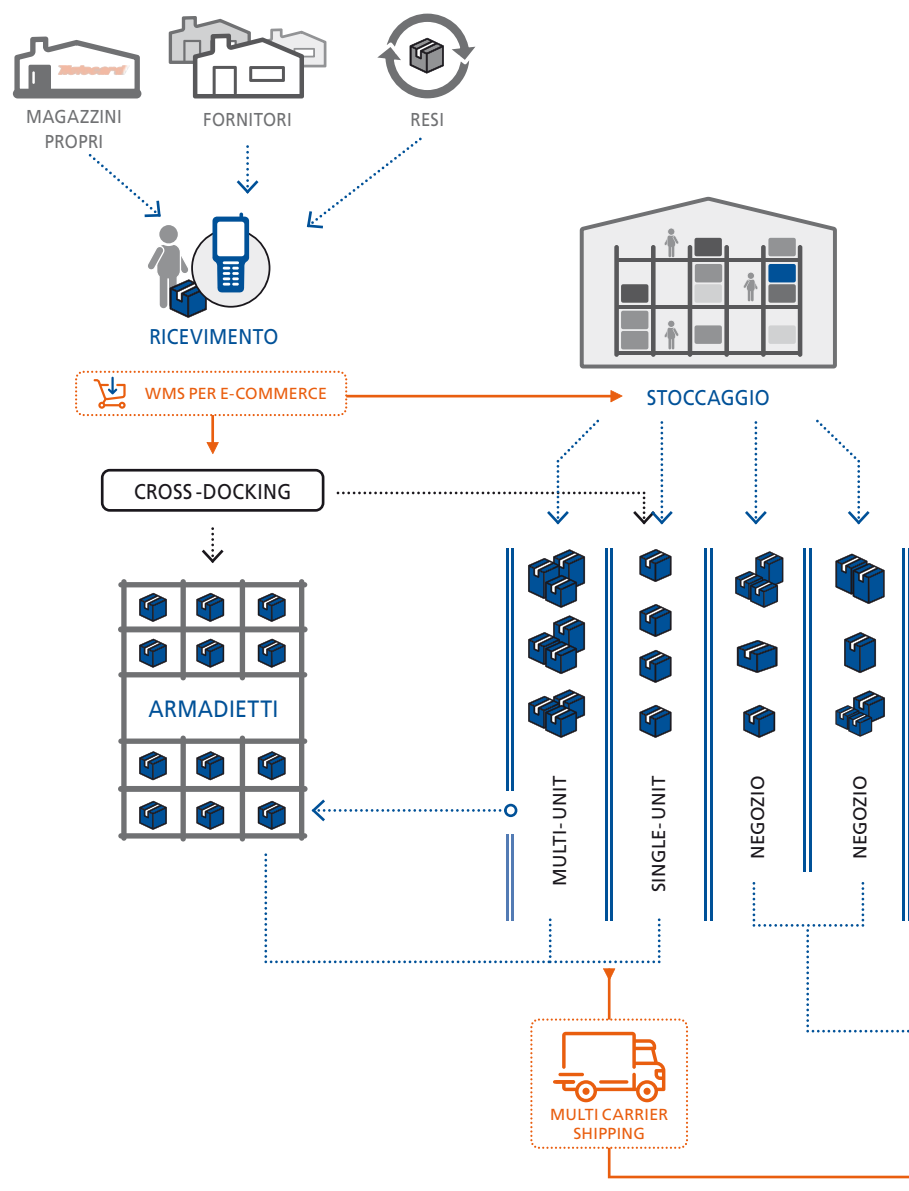 MAGAZZINI
PROPRI
FORNITORI
RESI
RICEVIMENTO
WMS PER E-COMMERCE
STOCCAGGIO
CROSS-DOCKING
ARMADIETTI
MULTI-UNIT
SINGLE-UNIT
NEGOZIO
NEGOZIO
MULTI CARRIER
SHIPPING